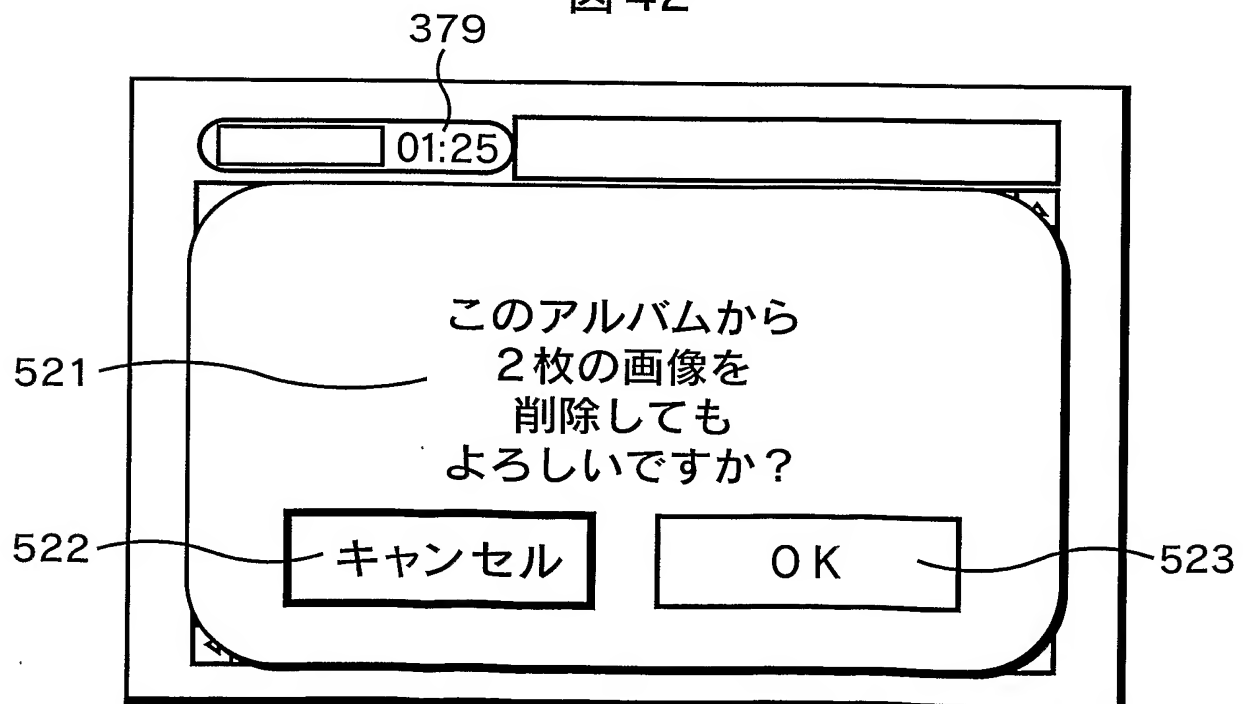 図42
379
01:25
このアルバムから
2枚の画像を
削除しても
よろしいですか?
521
キャンセル
OK
522
523